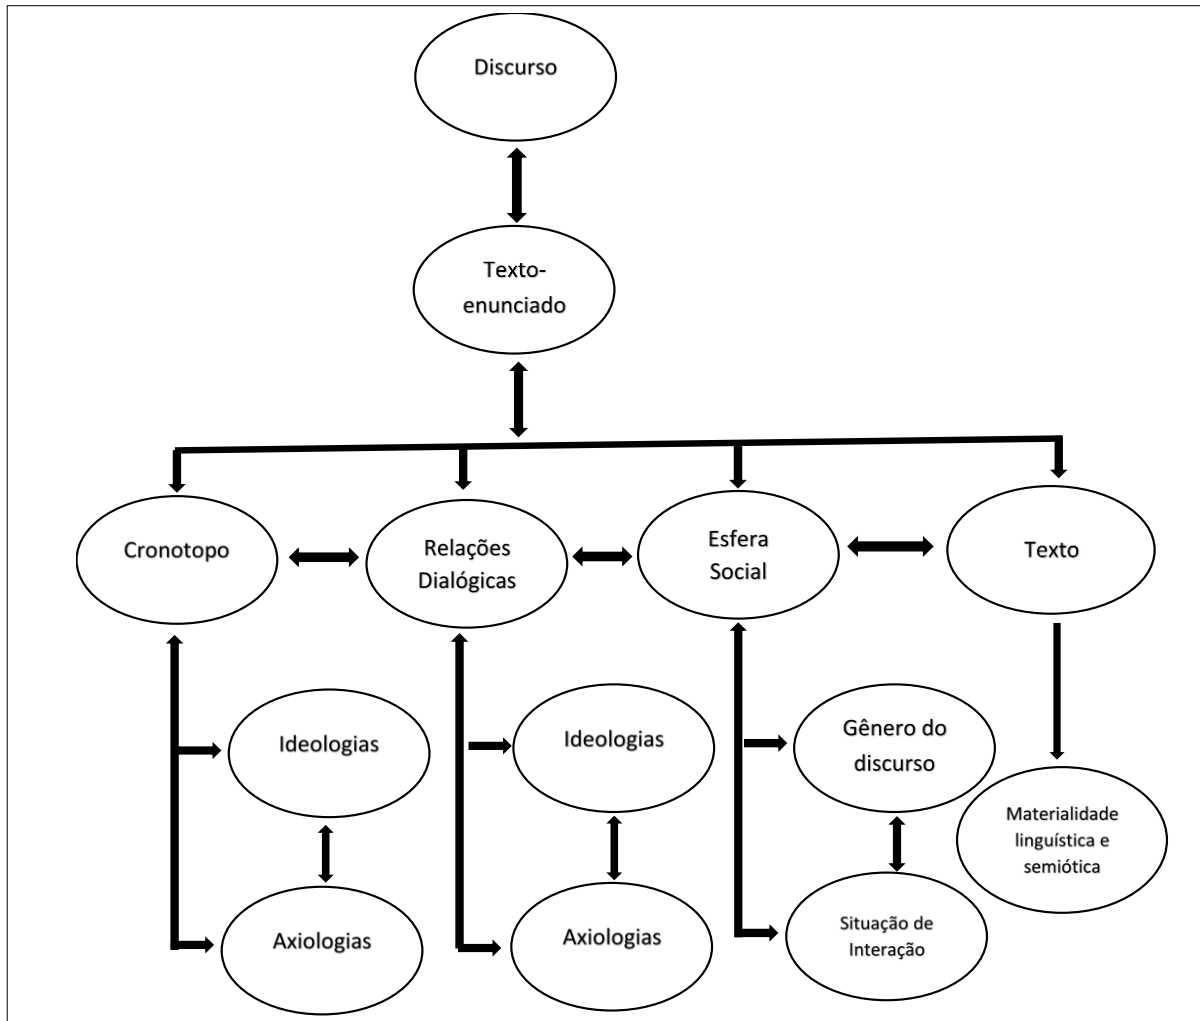 Discurso
Texto-
enunciado
Cronotopo
Relações
Dialógicas
Esfera
Social
Texto
Ideologias
Axiologias
Ideologias
Axiologias
Gênero do
discurso
Situação de
Interação
Materialidade
linguística e
semiótica